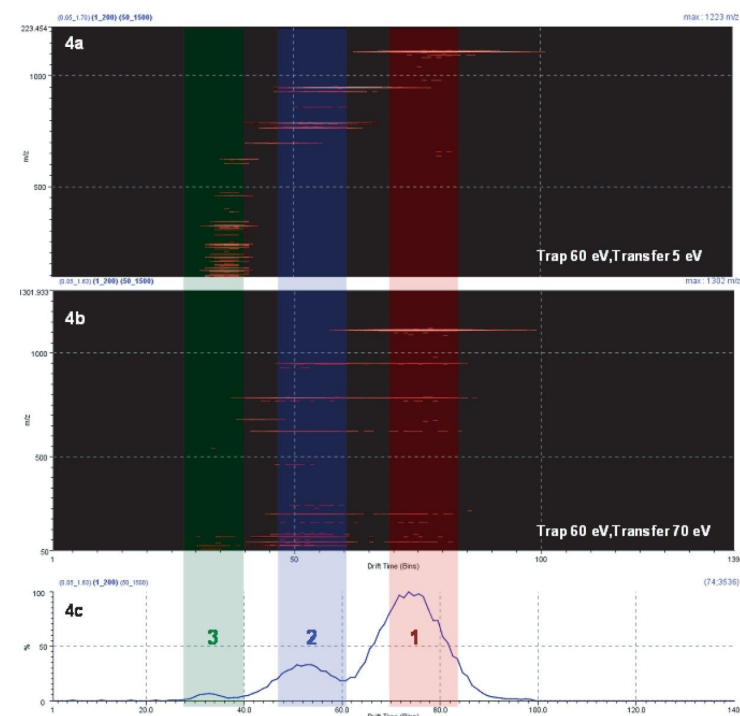 (0.05_1.70) (1_200) (50_1500)
max : 1223 m/z
223.454
4a
1000
m/z
500
Trap 60 eV,Transfer 5 eV
(0.05_1.63) (1_200) (50_1500)
max : 1302 m/z
1301.933
4b
1000
m/z
500
Trap 60 eV,Transfer 70 eV
50
1
50
100
139
Drift Time (Bins)
(0.05_1.63) (1_200) (50_1500)
(74;3536)
100
4c
3
2
1
%
50
0
1
20.0
40.0
60.0
80.0
100.0
120.0
140
Drift Time (Bins)